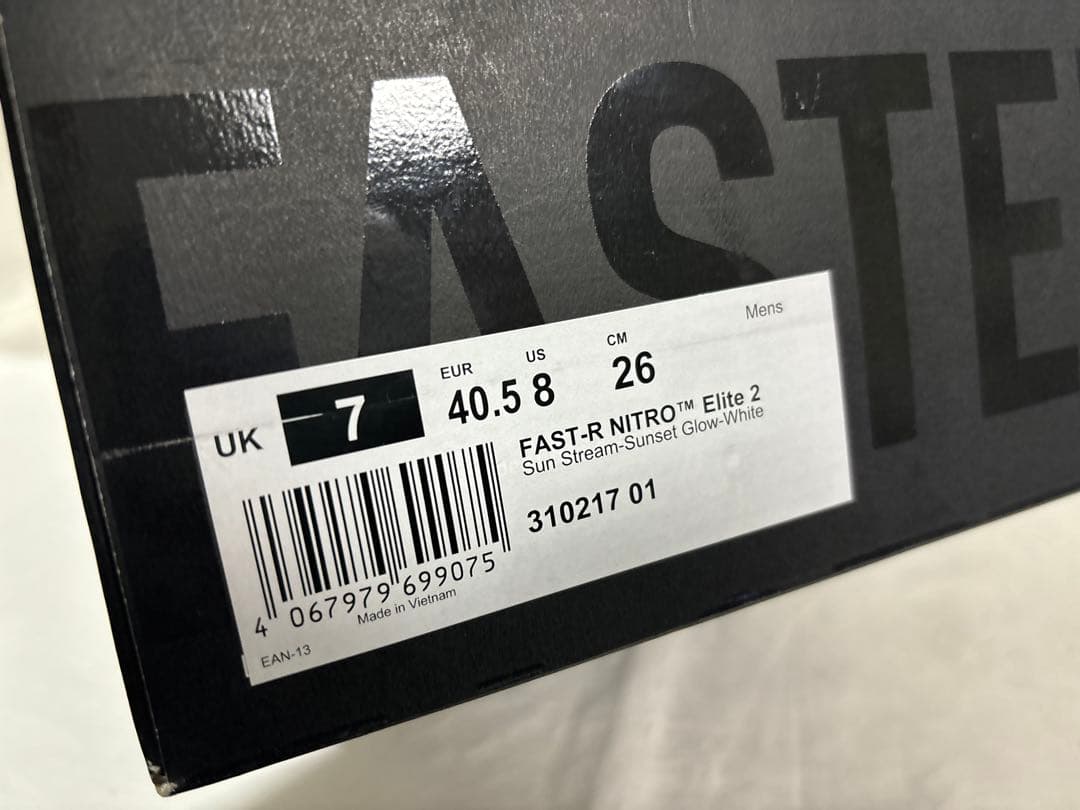 FASTE
Mens
UK 7 EUR 40.5 US 8 CM 26
FAST-R NITRO™ Elite 2
Sun Stream-Sunset Glow-White
310217 01
4 067979 699075
Made in Vietnam
EAN-13